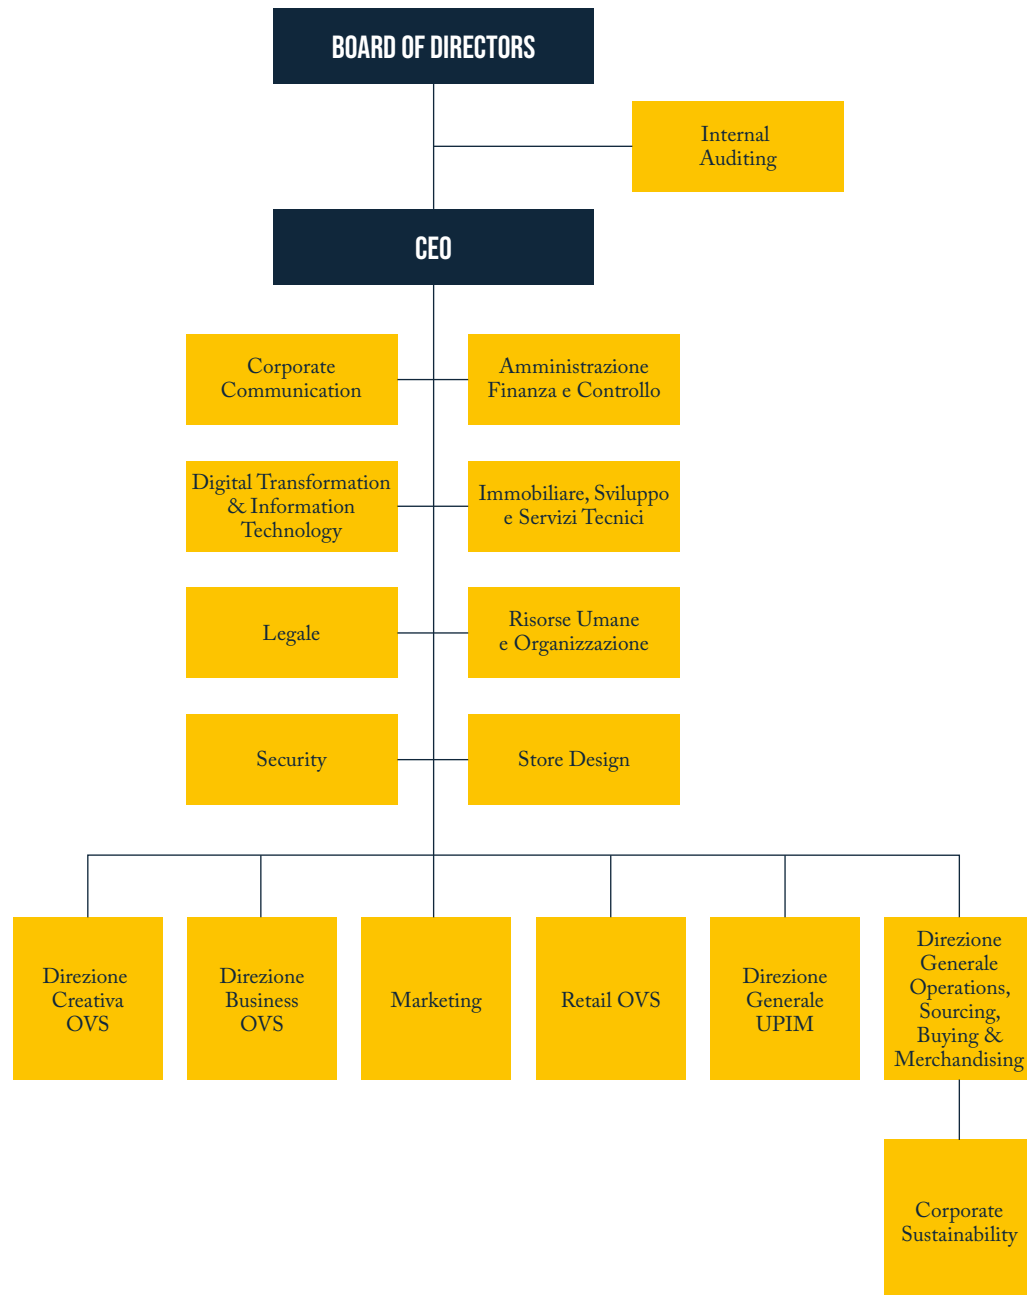 BOARD OF DIRECTORS
Internal
Auditing
CEO
Corporate
Communication
Amministrazione
Finanza e Controllo
Digital Transformation
& Information
Technology
Immobiliare, Sviluppo
e Servizi Tecnici
Legale
Risorse Umane
e Organizzazione
Security
Store Design
Direzione
Creativa
OVS
Direzione
Business
OVS
Marketing
Retail OVS
Direzione
Generale
UPIM
Direzione
Generale
Operations,
Sourcing,
Buying &
Merchandising
Corporate
Sustainability